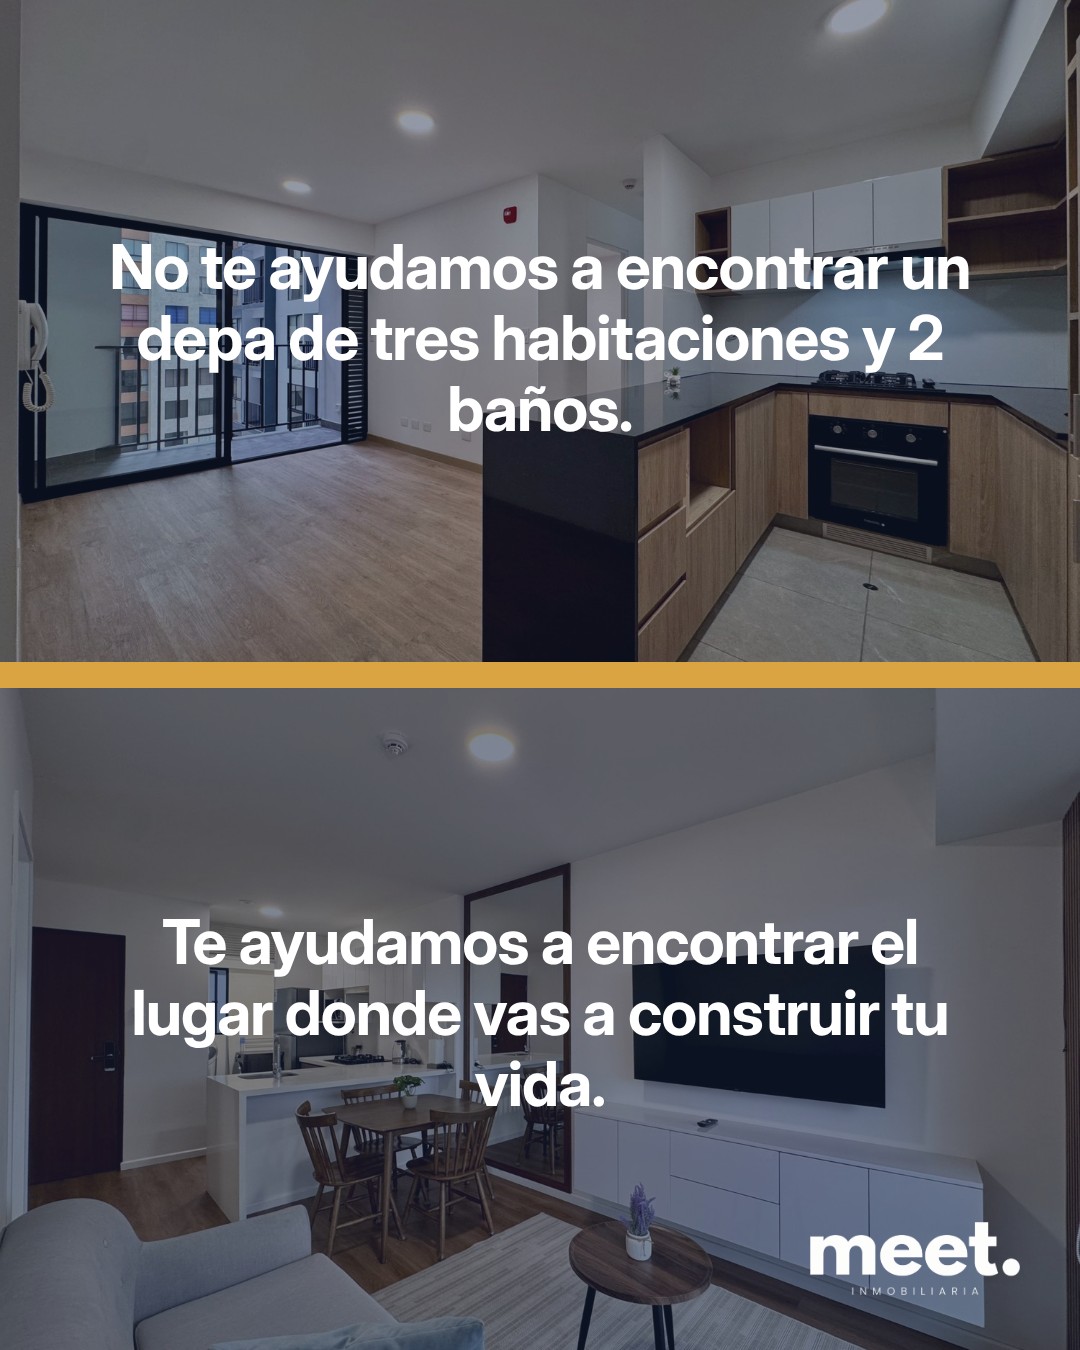 No te ayudamos a encontrar un
depa de tres habitaciones y 2
baños.
Te ayudamos a encontrar el
lugar donde vas a construir tu
vida.
meet.
INMOBILIARIA